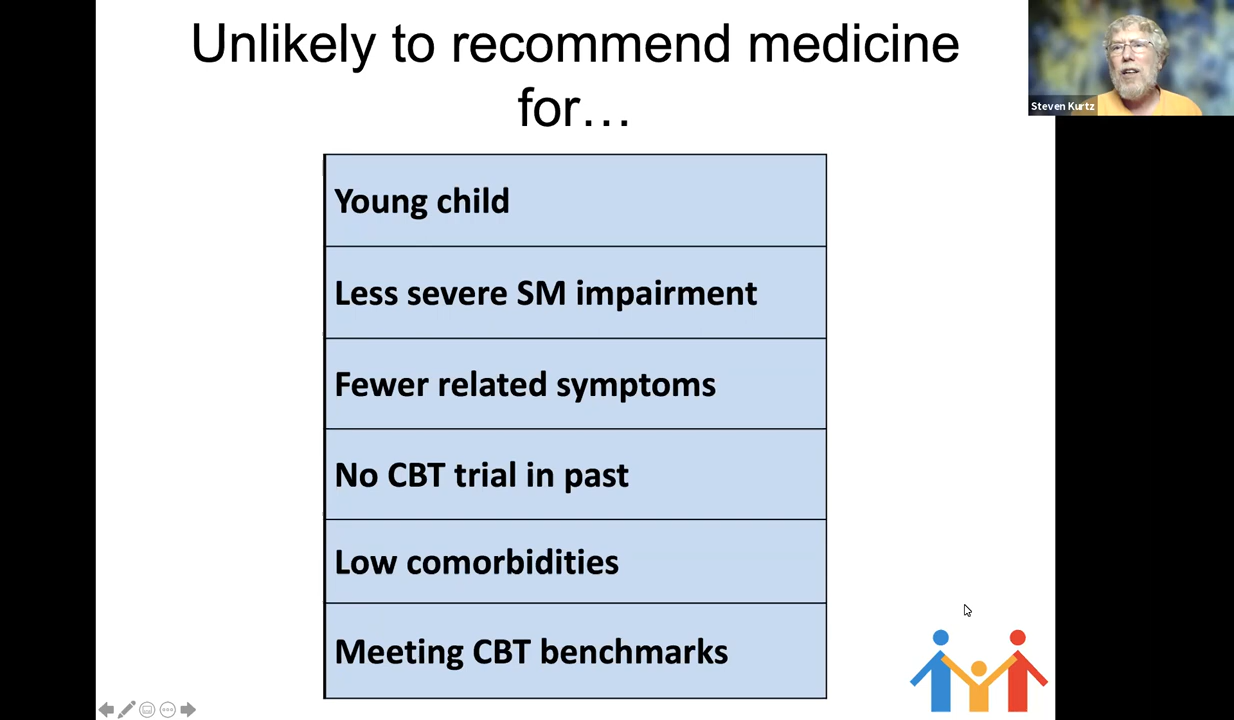 Unlikely to recommend medicine
for…
Steven Kurtz
Young child
Less severe SM impairment
Fewer related symptoms
No CBT trial in past
Low comorbidities
Meeting CBT benchmarks